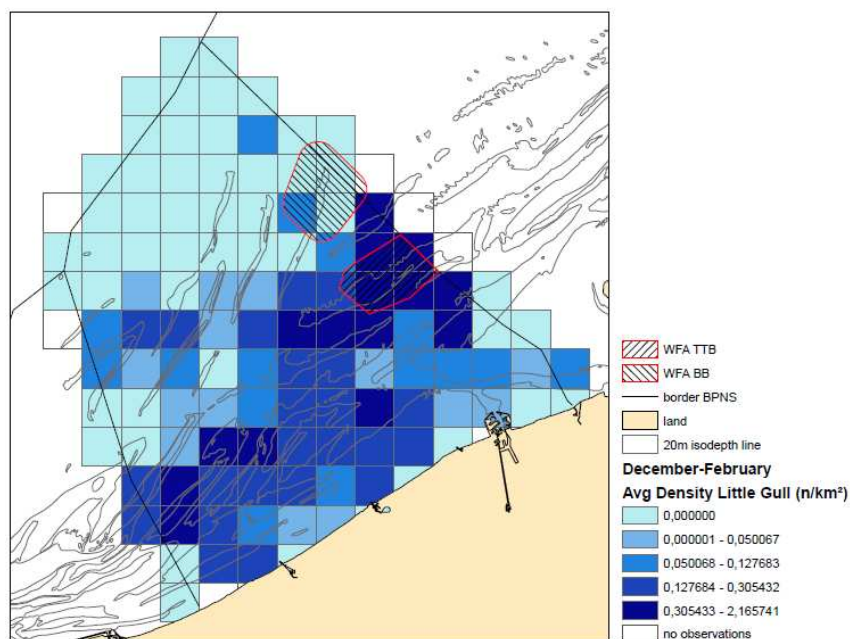 WFA TTB
WFA BB
border BPNS
land
20m isodepth line
December-February
Avg Density Little Gull (n/km²)
0,000000
0,000001 - 0,050067
0,050068 - 0,127683
0,127684 - 0,305432
0,305433 - 2,165741
no observations